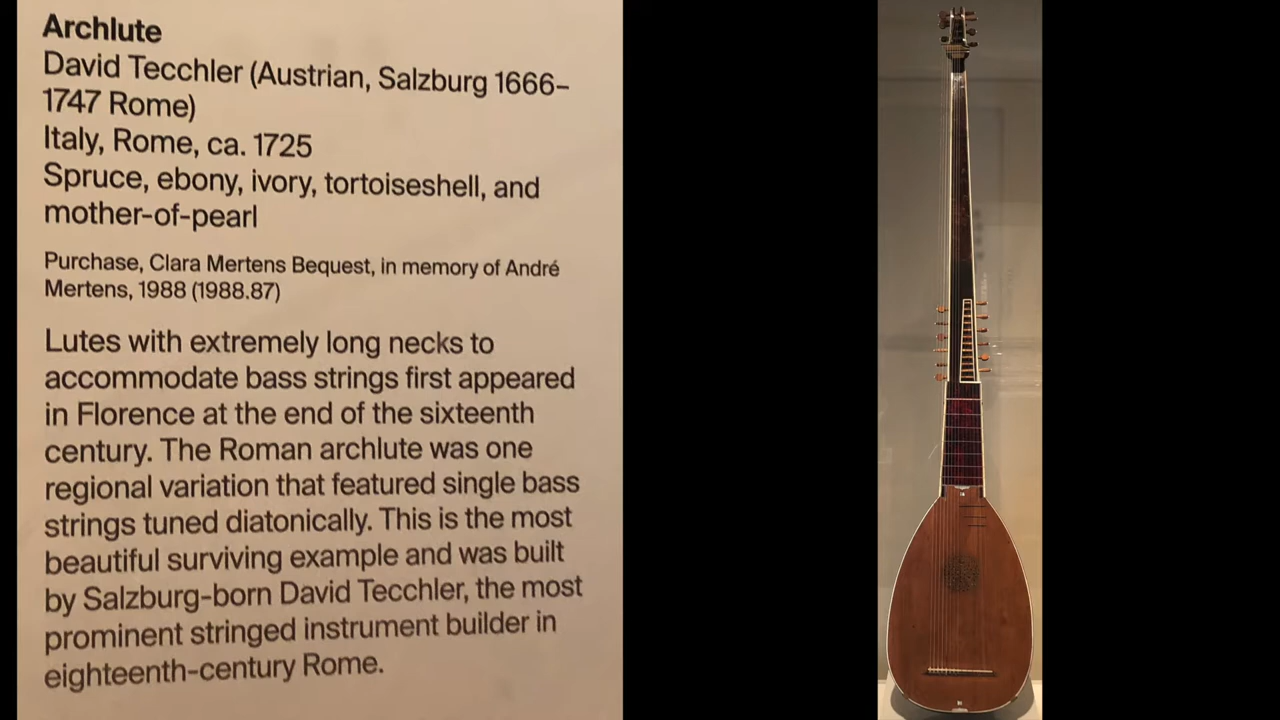 Archlute
David Tecchler (Austrian, Salzburg 1666–
1747 Rome)
Italy, Rome, ca. 1725
Spruce, ebony, ivory, tortoiseshell, and
mother-of-pearl
Purchase, Clara Mertens Bequest, in memory of André
Mertens, 1988 (1988.87)
Lutes with extremely long necks to
accommodate bass strings first appeared
in Florence at the end of the sixteenth
century. The Roman archlute was one
regional variation that featured single bass
strings tuned diatonically. This is the most
beautiful surviving example and was built
by Salzburg-born David Tecchler, the most
prominent stringed instrument builder in
eighteenth-century Rome.